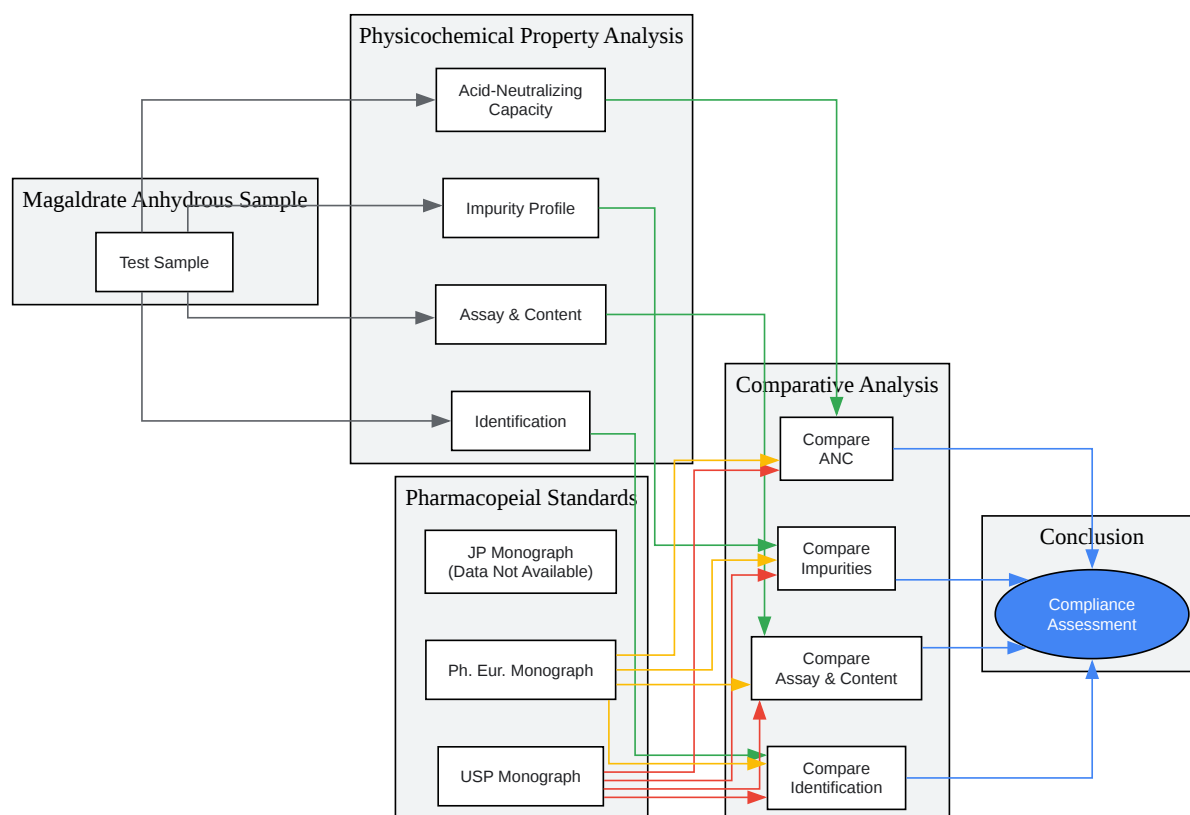 Physicochemical Property Analysis
Acid-Neutralizing
Capacity
Impurity Profile
Assay & Content
Identification
Magaldrate Anhydrous Sample
Test Sample
Pharmacopeial Standards
JP Monograph
(Data Not Available)
Ph. Eur. Monograph
USP Monograph
Comparative Analysis
Compare
ANC
Compare
Impurities
Compare
Assay & Content
Compare
Identification
Conclusion
Compliance
Assessment